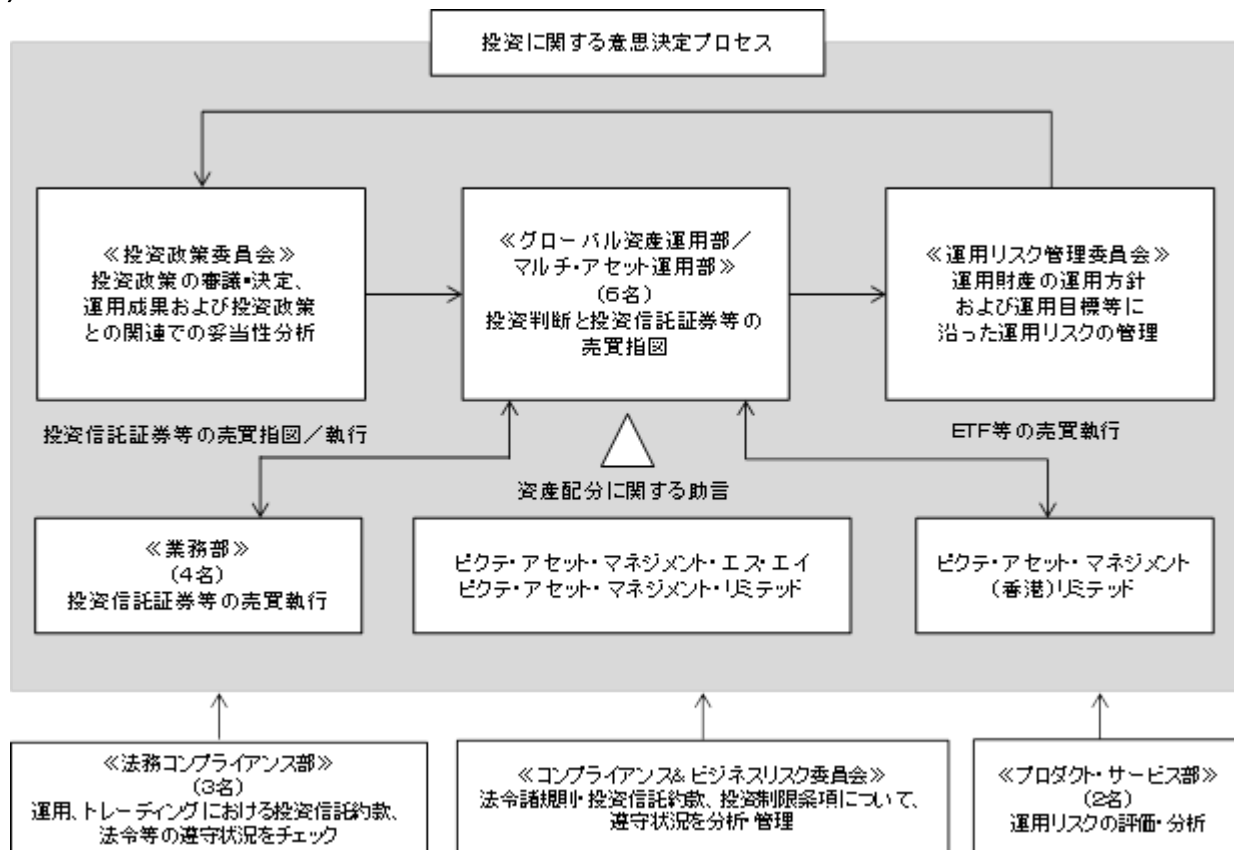 投資に関する意思決定プロセス
≪投資政策委員会≫
投資政策の審議・決定、
運用成果および投資政策
との関連での妥当性分析
≪グローバル資産運用部／
マルチ・アセット運用部≫
(6名)
投資判断と投資信託証券等の
売買指図
≪運用リスク管理委員会≫
運用財産の運用方針
および運用目標等に
沿った運用リスクの管理
投資信託証券等の売買指図／執行
ETF等の売買執行
資産配分に関する助言
≪業務部≫
(4名)
投資信託証券等の売買執行
ピクテ・アセット・マネジメント・エス・エイ
ピクテ・アセット・マネジメント・リミテッド
ピクテ・アセット・マネジメント
(香港)リミテッド
≪法務コンプライアンス部≫
(3名)
運用、トレーディングにおける投資信託約款、
法令等の遵守状況をチェック
≪コンプライアンス&ビジネスリスク委員会≫
法令諸規則・投資信託約款、投資制限条項について、
遵守状況を分析・管理
≪プロダクト・サービス部≫
(2名)
運用リスクの評価・分析